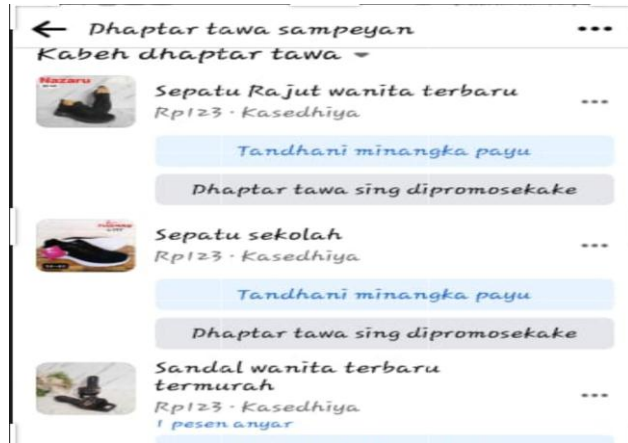 Dhaptar tawa sampeyan
Kabeh dhaptar tawa
Nazaru
Sepatu Rajut wanita terbaru
Rp123 · Kasedhiya
Tandhani minangka payu
Dhaptar tawa sing dipromosekake
Sepatu sekolah
Rp123 · Kasedhiya
Tandhani minangka payu
Dhaptar tawa sing dipromosekake
Sandal wanita terbaru
termurah
Rp123 · Kasedhiya
1 pesen anyar